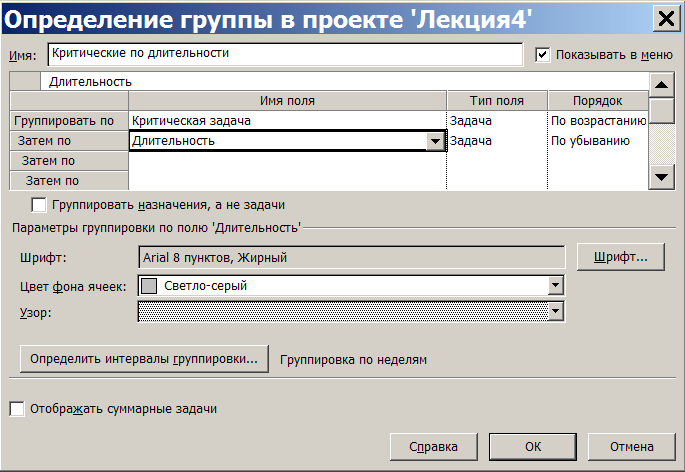 Определение группы в проекте 'Лекция4'
Имя: Критические по длительности Показывать в меню
Длительность
Имя поля Тип поля Порядок
Группировать по Критическая задача Задача По возрастанию
Затем по Длительность Задача По убыванию
Затем по
Затем по
Группировать назначения, а не задачи
Параметры группировки по полю 'Длительность'
Шрифт: Arial 8 пунктов, Жирный Шрифт...
Цвет фона ячеек: Светло-серый
Узор:
Определить интервалы группировки... Группировка по неделям
Отображать суммарные задачи
Справка OK Отмена